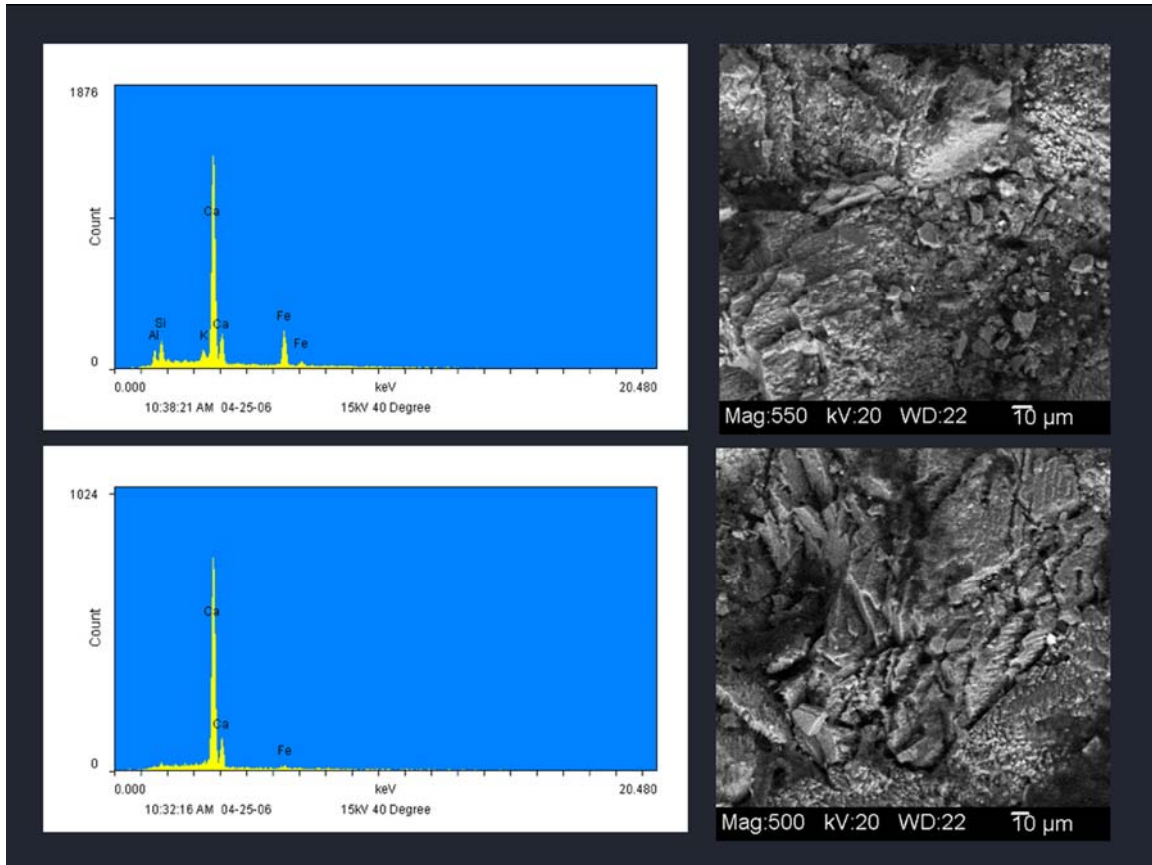 1876
Count
Ca
Si
Al
K
Ca
Fe
Fe
0
0.000 keV 20.480
10:38:21 AM 04-25-06 15kV 40 Degree
Mag:550 kV:20 WD:22 10 µm
1024
Count
Ca
Ca
Fe
0
0.000 keV 20.480
10:32:16 AM 04-25-06 15kV 40 Degree
Mag:500 kV:20 WD:22 10 µm